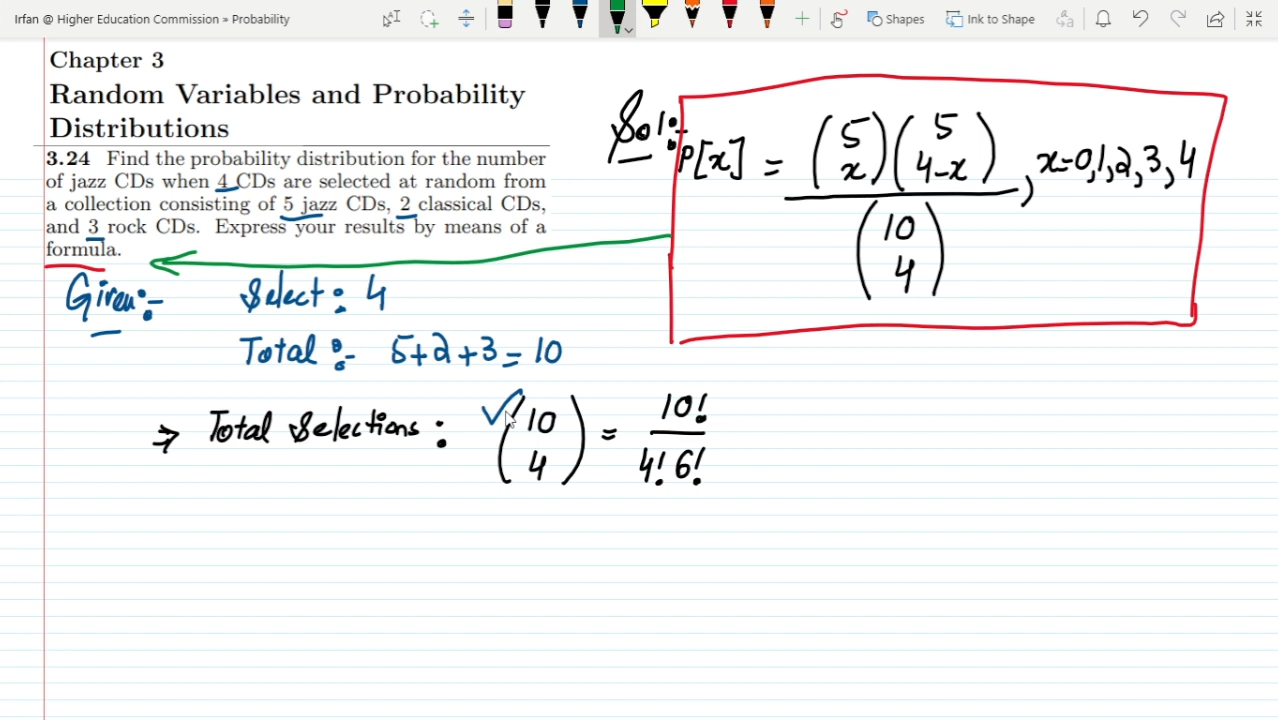 Irfan @ Higher Education Commission » Probability
Shapes
Ink to Shape
Chapter 3
Random Variables and Probability
Distributions
3.24 Find the probability distribution for the number
of jazz CDs when 4 CDs are selected at random from
a collection consisting of 5 jazz CDs, 2 classical CDs,
and 3 rock CDs. Express your results by means of a
formula.
Sol:-
P[x] = (5 x)(5 4-x) / (10 4), x=0,1,2,3,4
Given:-
Select: 4
Total:- 5+2+3=10
⇒ Total Selections: (10 4) = 10! / 4! 6!